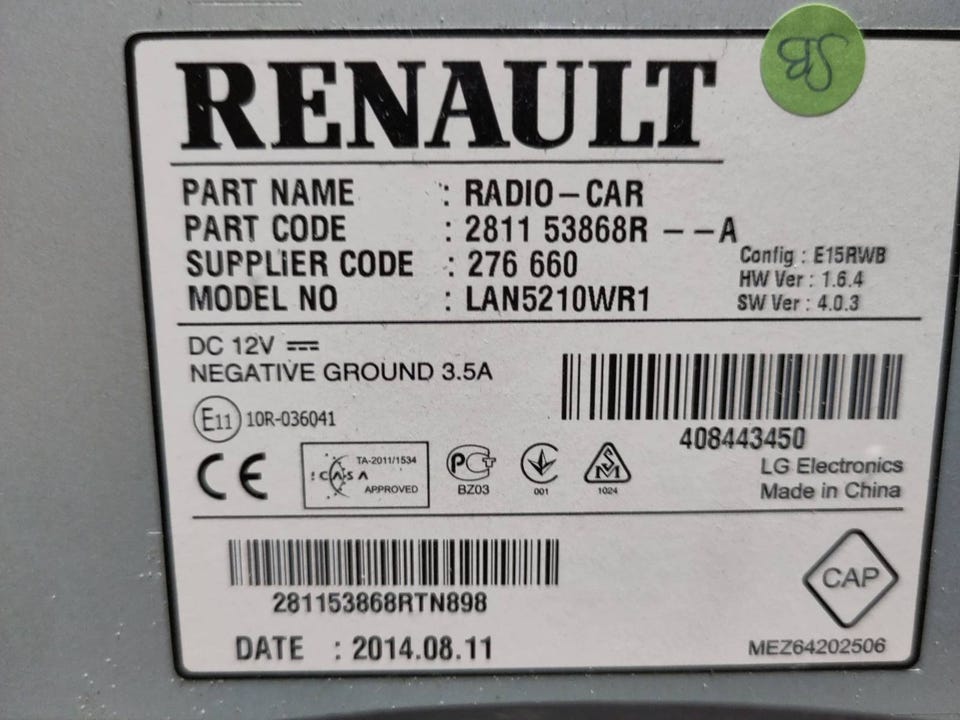 RENAULT
PART NAME : RADIO-CAR
PART CODE : 2811 53868R --A
SUPPLIER CODE : 276 660
MODEL NO : LAN5210WR1
Config : E15RWB
HW Ver : 1.6.4
SW Ver : 4.0.3
DC 12V
NEGATIVE GROUND 3.5A
E11 10R-036041
408443450
CE
TA-2011/1534
ICASA
APPROVED
BZ03
001
1024
LG Electronics
Made in China
281153868RTN898
DATE : 2014.08.11
CAP
MEZ64202506